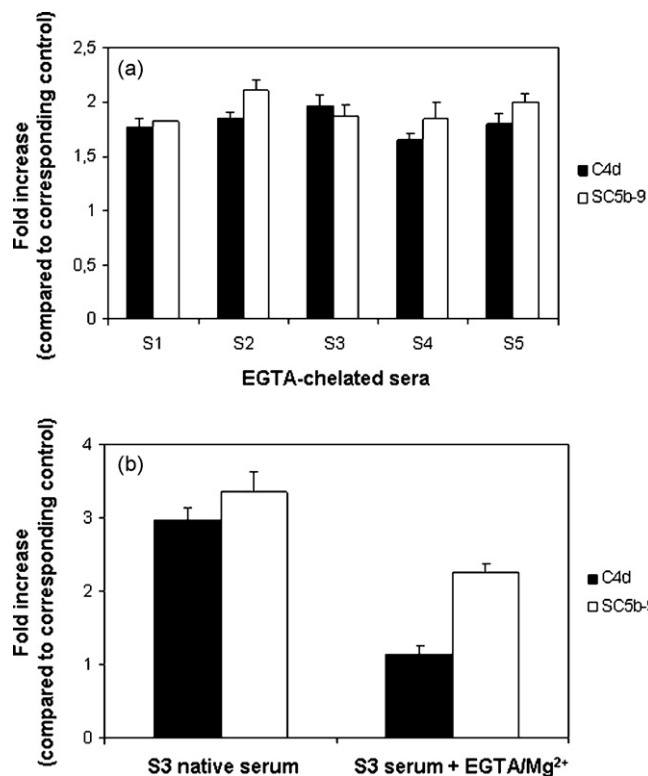 (a)
Fold increase
(compared to corresponding control)
2,5
2
1,5
1
0,5
0
S1 S2 S3 S4 S5
EGTA-chelated sera
C4d
SC5b-9
(b)
Fold increase
(compared to corresponding control)
4
3
2
1
0
S3 native serum S3 serum + EGTA/Mg²⁺
C4d
SC5b-9